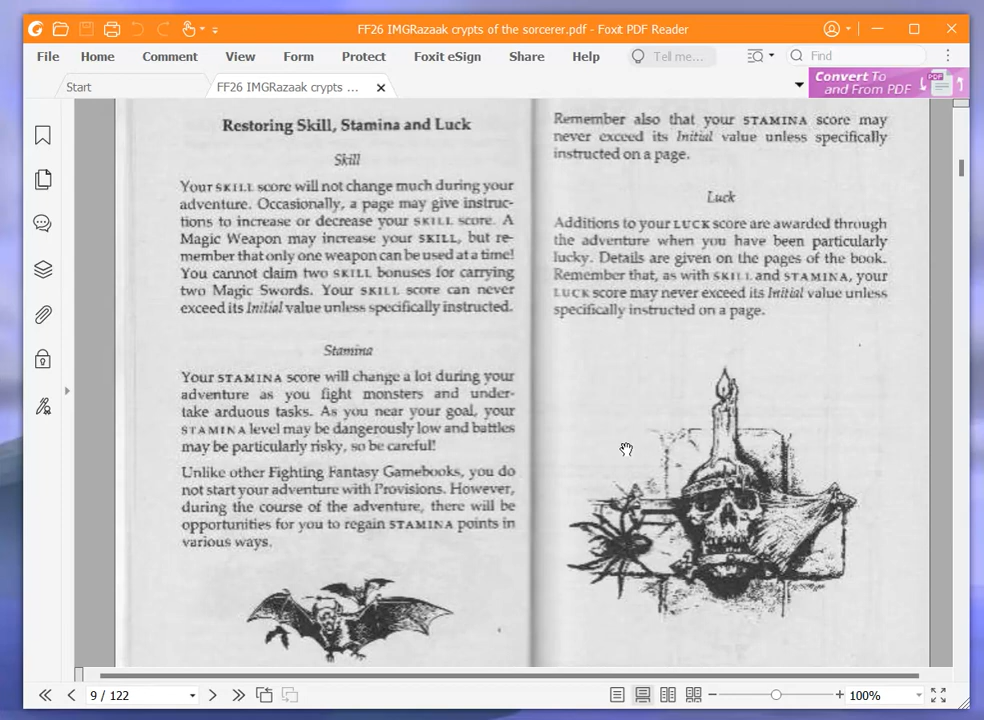 FF26 IMGRazaak crypts of the sorcerer.pdf - Foxit PDF Reader
File Home Comment View Form Protect Foxit eSign Share Help Tell me... Find
Start FF26 IMGRazaak crypts ... Convert To and From PDF PDF
Restoring Skill, Stamina and Luck
Skill
Your SKILL score will not change much during your
adventure. Occasionally, a page may give instruc-
tions to increase or decrease your SKILL score. A
Magic Weapon may increase your SKILL, but re-
member that only one weapon can be used at a time!
You cannot claim two SKILL bonuses for carrying
two Magic Swords. Your SKILL score can never
exceed its Initial value unless specifically instructed.
Stamina
Your STAMINA score will change a lot during your
adventure as you fight monsters and under-
take arduous tasks. As you near your goal, your
STAMINA level may be dangerously low and battles
may be particularly risky, so be careful!
Unlike other Fighting Fantasy Gamebooks, you do
not start your adventure with Provisions. However,
during the course of the adventure, there will be
opportunities for you to regain STAMINA points in
various ways.
Remember also that your STAMINA score may
never exceed its Initial value unless specifically
instructed on a page.
Luck
Additions to your LUCK score are awarded through
the adventure when you have been particularly
lucky. Details are given on the pages of the book.
Remember that, as with SKILL and STAMINA, your
LUCK score may never exceed its Initial value unless
specifically instructed on a page.
9 / 122 100%